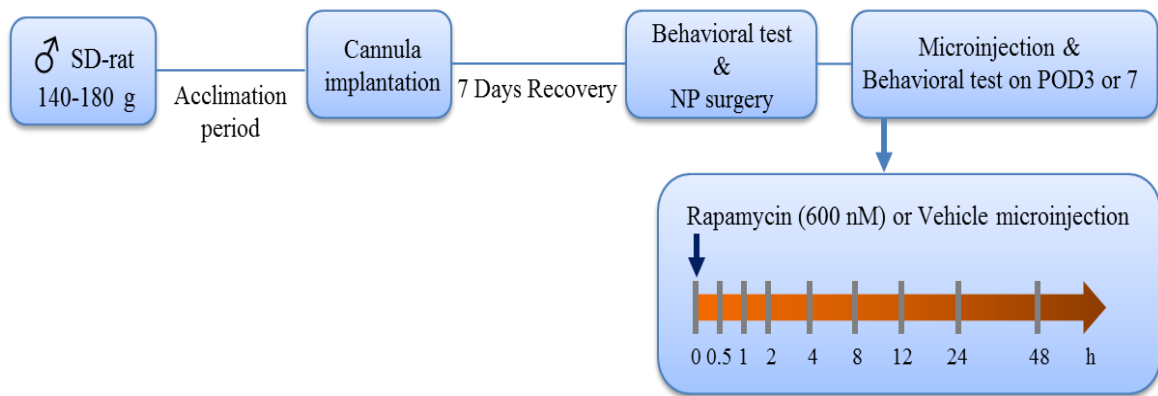 ♂ SD-rat
140-180 g
Acclimation
period
Cannula
implantation
7 Days Recovery
Behavioral test
&
NP surgery
Microinjection &
Behavioral test on POD3 or 7
Rapamycin (600 nM) or Vehicle microinjection
0 0.5 1 2 4 8 12 24 48 h